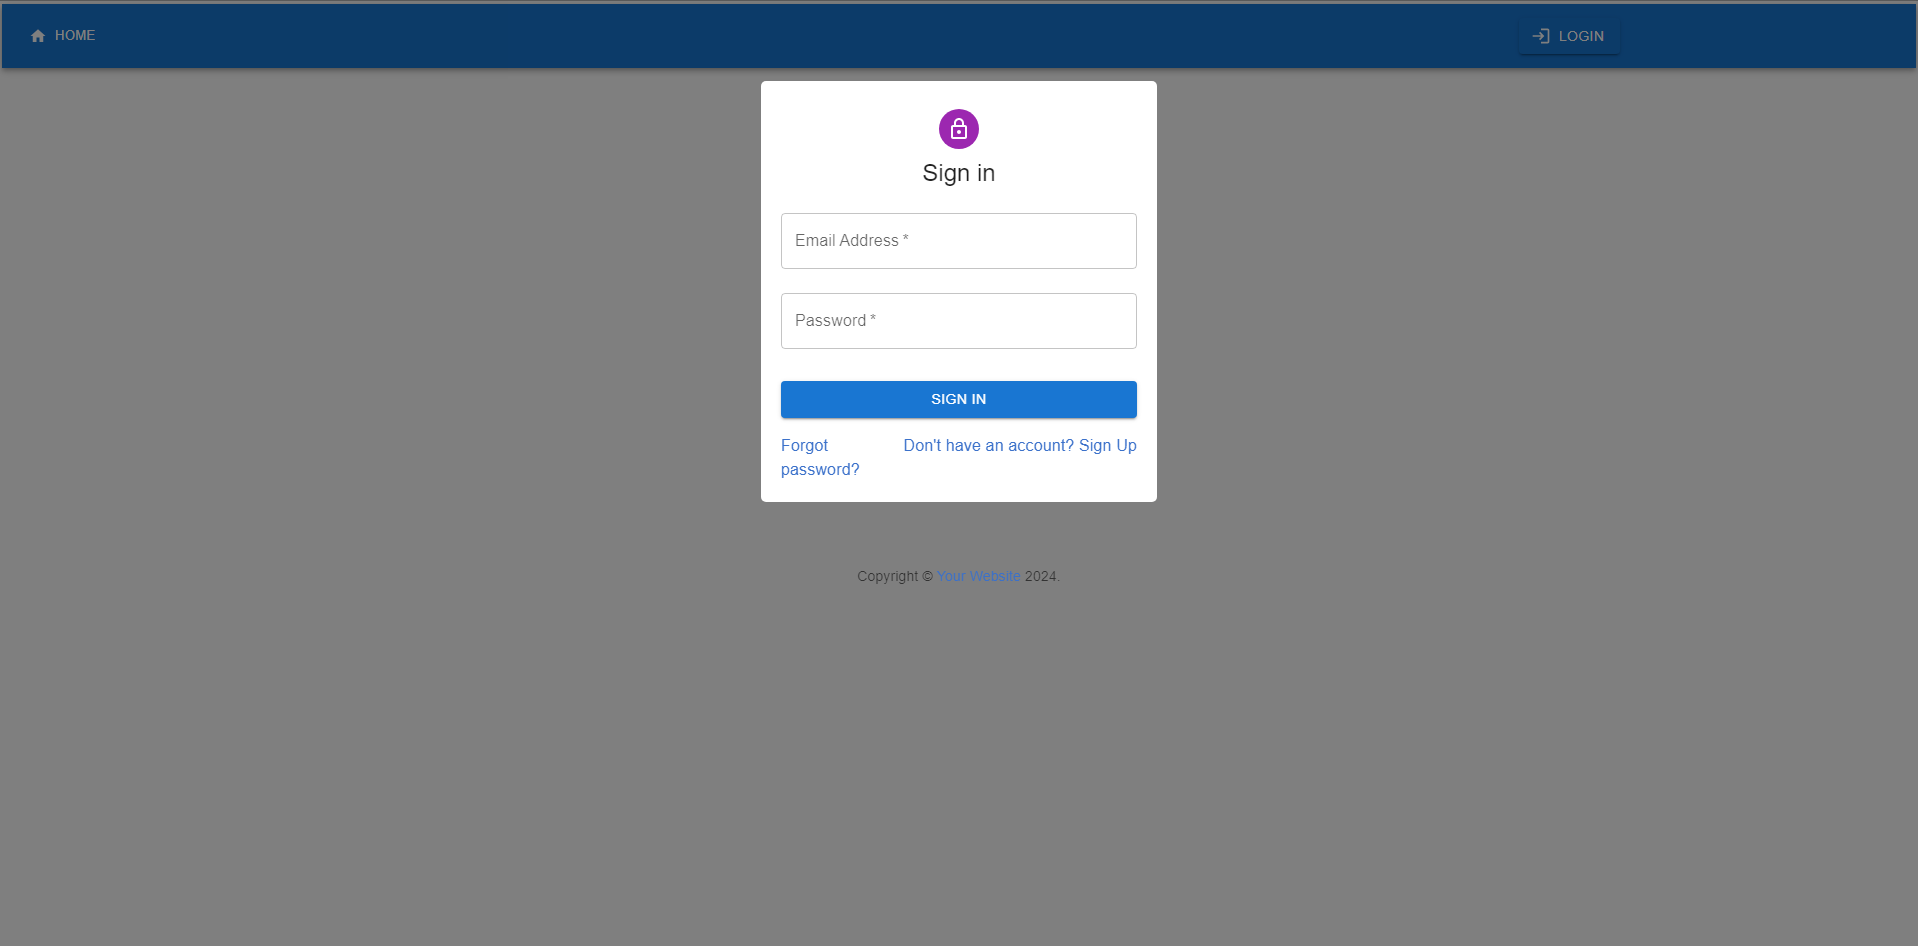 HOME
LOGIN
Sign in
Email Address *
Password *
SIGN IN
Forgot password?
Don't have an account? Sign Up
Copyright © Your Website 2024.